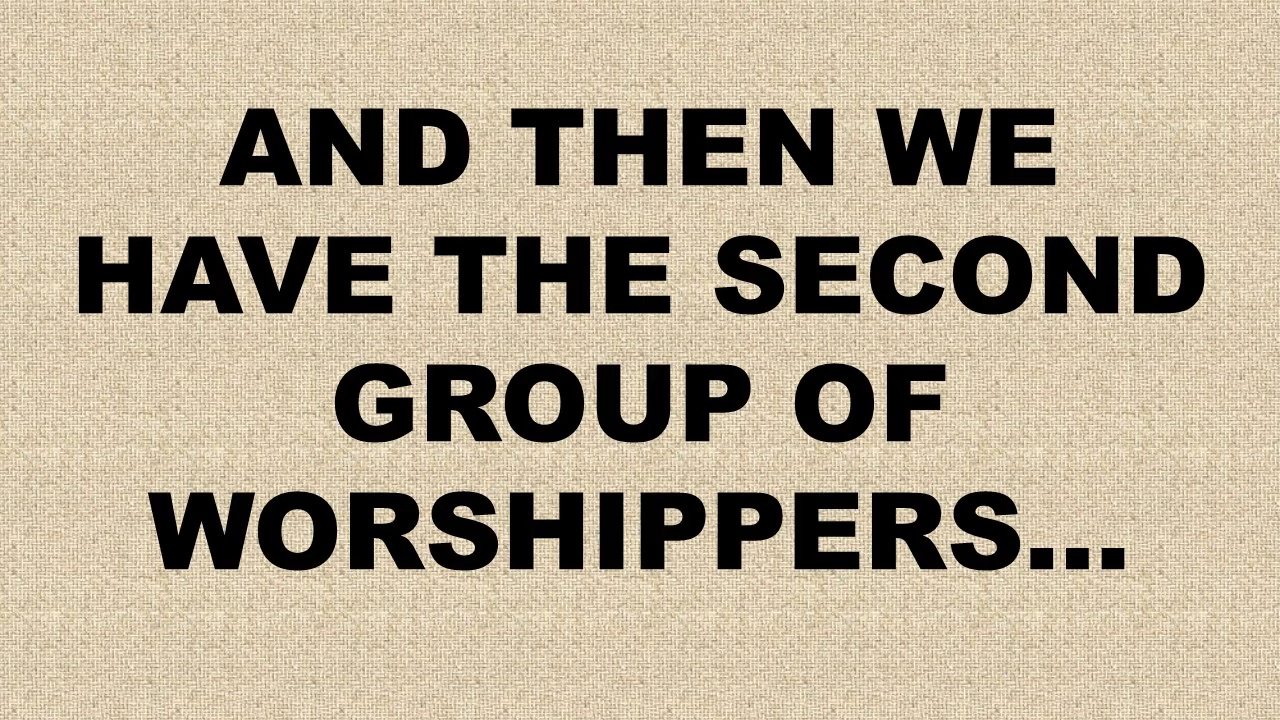 AND THEN WE
HAVE THE SECOND
GROUP OF
WORSHIPPERS...